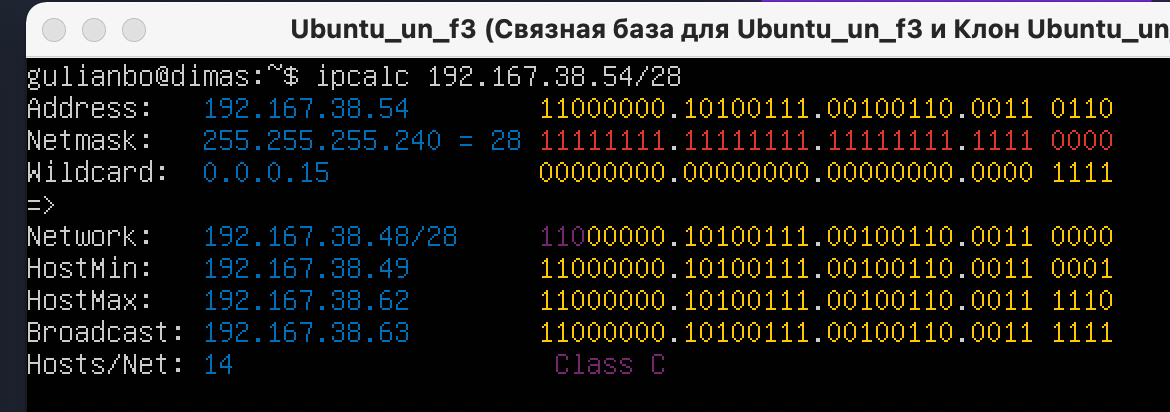 Ubuntu_un_f3 (Связная база для Ubuntu_un_f3 и Клон Ubuntu_un_
gulianbo@dimas:~$ ipcalc 192.167.38.54/28
Address:   192.167.38.54        11000000.10100111.00100110.0011 0110
Netmask:   255.255.255.240 = 28 11111111.11111111.11111111.1111 0000
Wildcard:  0.0.0.15             00000000.00000000.00000000.0000 1111
=>
Network:   192.167.38.48/28     11000000.10100111.00100110.0011 0000
HostMin:   192.167.38.49        11000000.10100111.00100110.0011 0001
HostMax:   192.167.38.62        11000000.10100111.00100110.0011 1110
Broadcast: 192.167.38.63        11000000.10100111.00100110.0011 1111
Hosts/Net: 14                    Class C